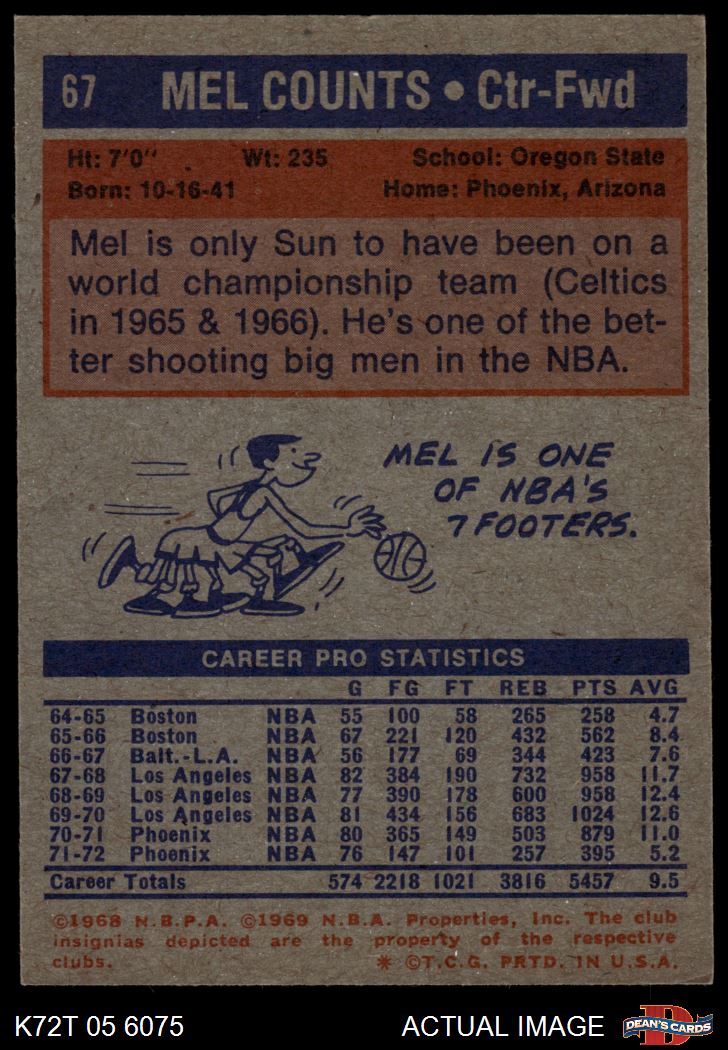 67 MEL COUNTS • Ctr-Fwd
Ht: 7'0" Wt: 235 School: Oregon State
Born: 10-16-41 Home: Phoenix, Arizona
Mel is only Sun to have been on a
world championship team (Celtics
in 1965 & 1966). He's one of the bet-
ter shooting big men in the NBA.
MEL IS ONE
OF NBA'S
7 FOOTERS.
CAREER PRO STATISTICS
G FG FT REB PTS AVG
64-65 Boston NBA 55 100 58 265 258 4.7
65-66 Boston NBA 67 221 120 432 562 8.4
66-67 Balt.-L.A. NBA 56 177 69 344 423 7.6
67-68 Los Angeles NBA 82 384 190 732 958 11.7
68-69 Los Angeles NBA 77 390 178 600 958 12.4
69-70 Los Angeles NBA 81 434 156 683 1024 12.6
70-71 Phoenix NBA 80 365 149 503 879 11.0
71-72 Phoenix NBA 76 147 101 257 395 5.2
Career Totals 574 2218 1021 3816 5457 9.5
©1968 N.B.P.A. ©1969 N.B.A. Properties, Inc. The club
insignias depicted are the property of the respective
clubs. * ©T.C.G. PRTD. IN U.S.A.
K72T 05 6075 ACTUAL IMAGE DEAN'S CARDS